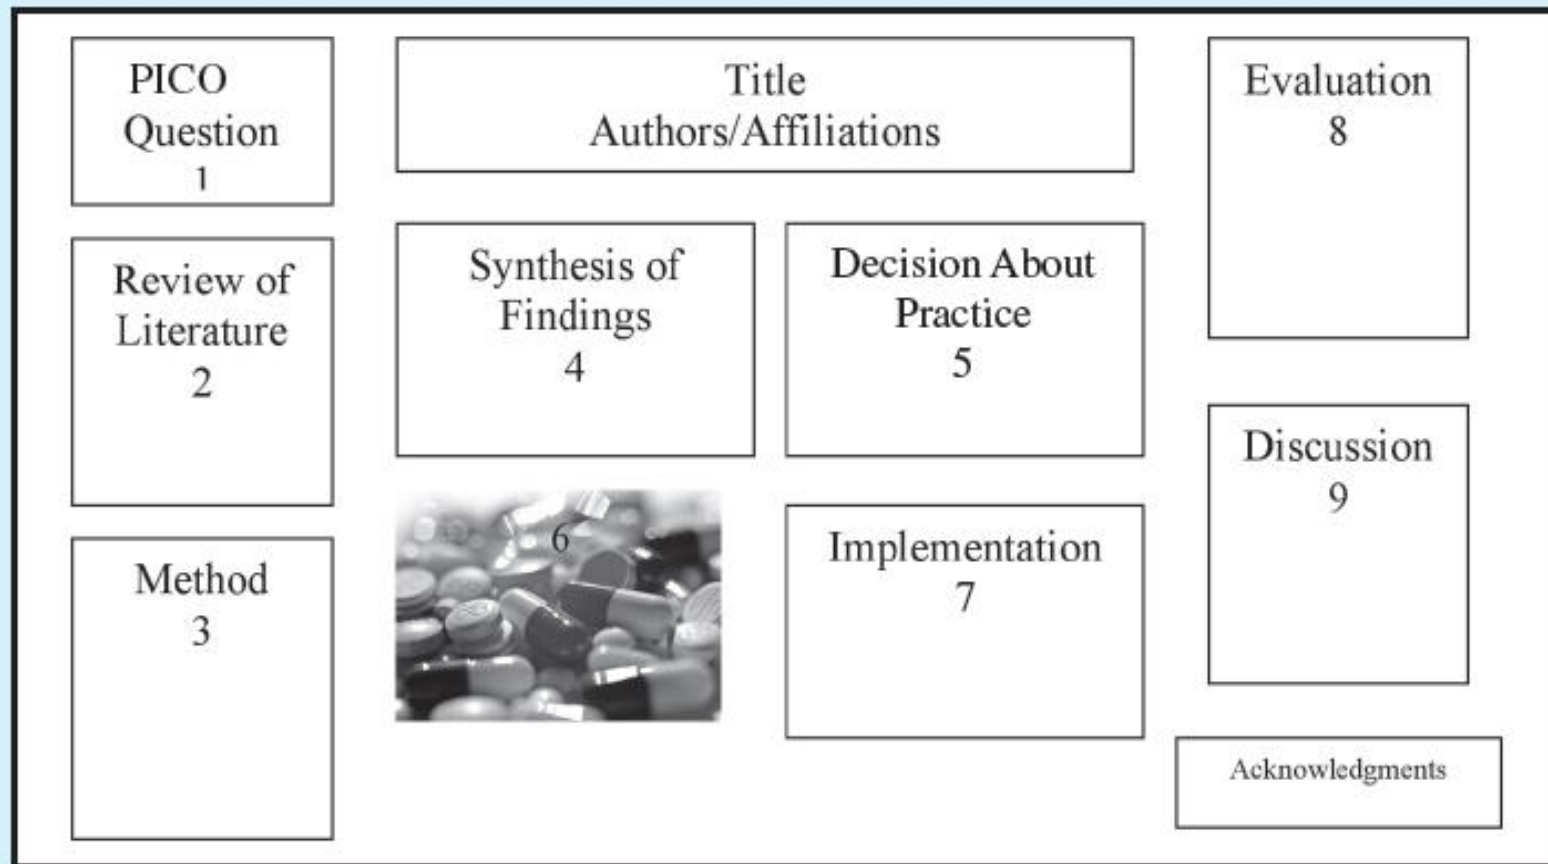 PICO
Question
1
Title
Authors/Affiliations
Evaluation
8
Review of
Literature
2
Synthesis of
Findings
4
Decision About
Practice
5
Method
3
6
Implementation
7
Discussion
9
Acknowledgments